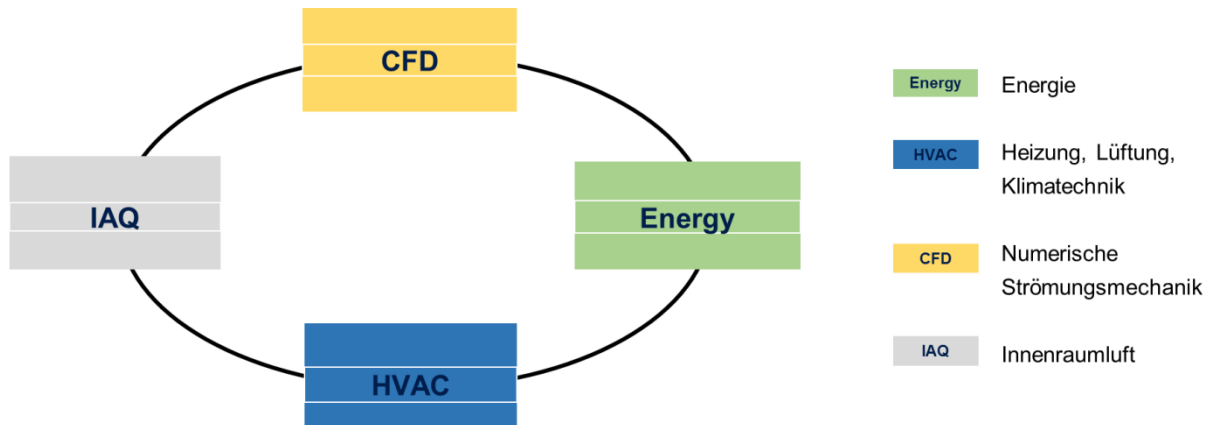 CFD
IAQ
Energy
HVAC
Energy Energie
HVAC Heizung, Lüftung,
Klimatechnik
CFD Numerische
Strömungsmechanik
IAQ Innenraumluft